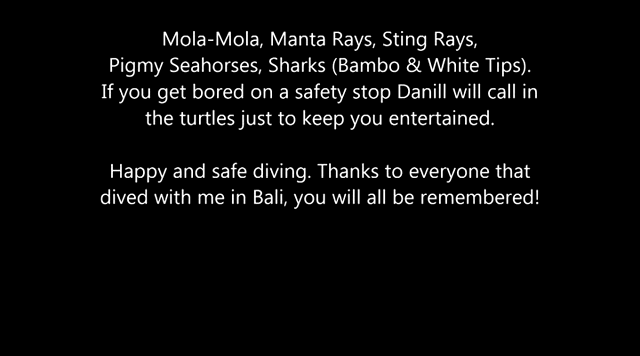 Mola-Mola, Manta Rays, Sting Rays,
Pigmy Seahorses, Sharks (Bambo & White Tips).
If you get bored on a safety stop Danill will call in
the turtles just to keep you entertained.
Happy and safe diving. Thanks to everyone that
dived with me in Bali, you will all be remembered!